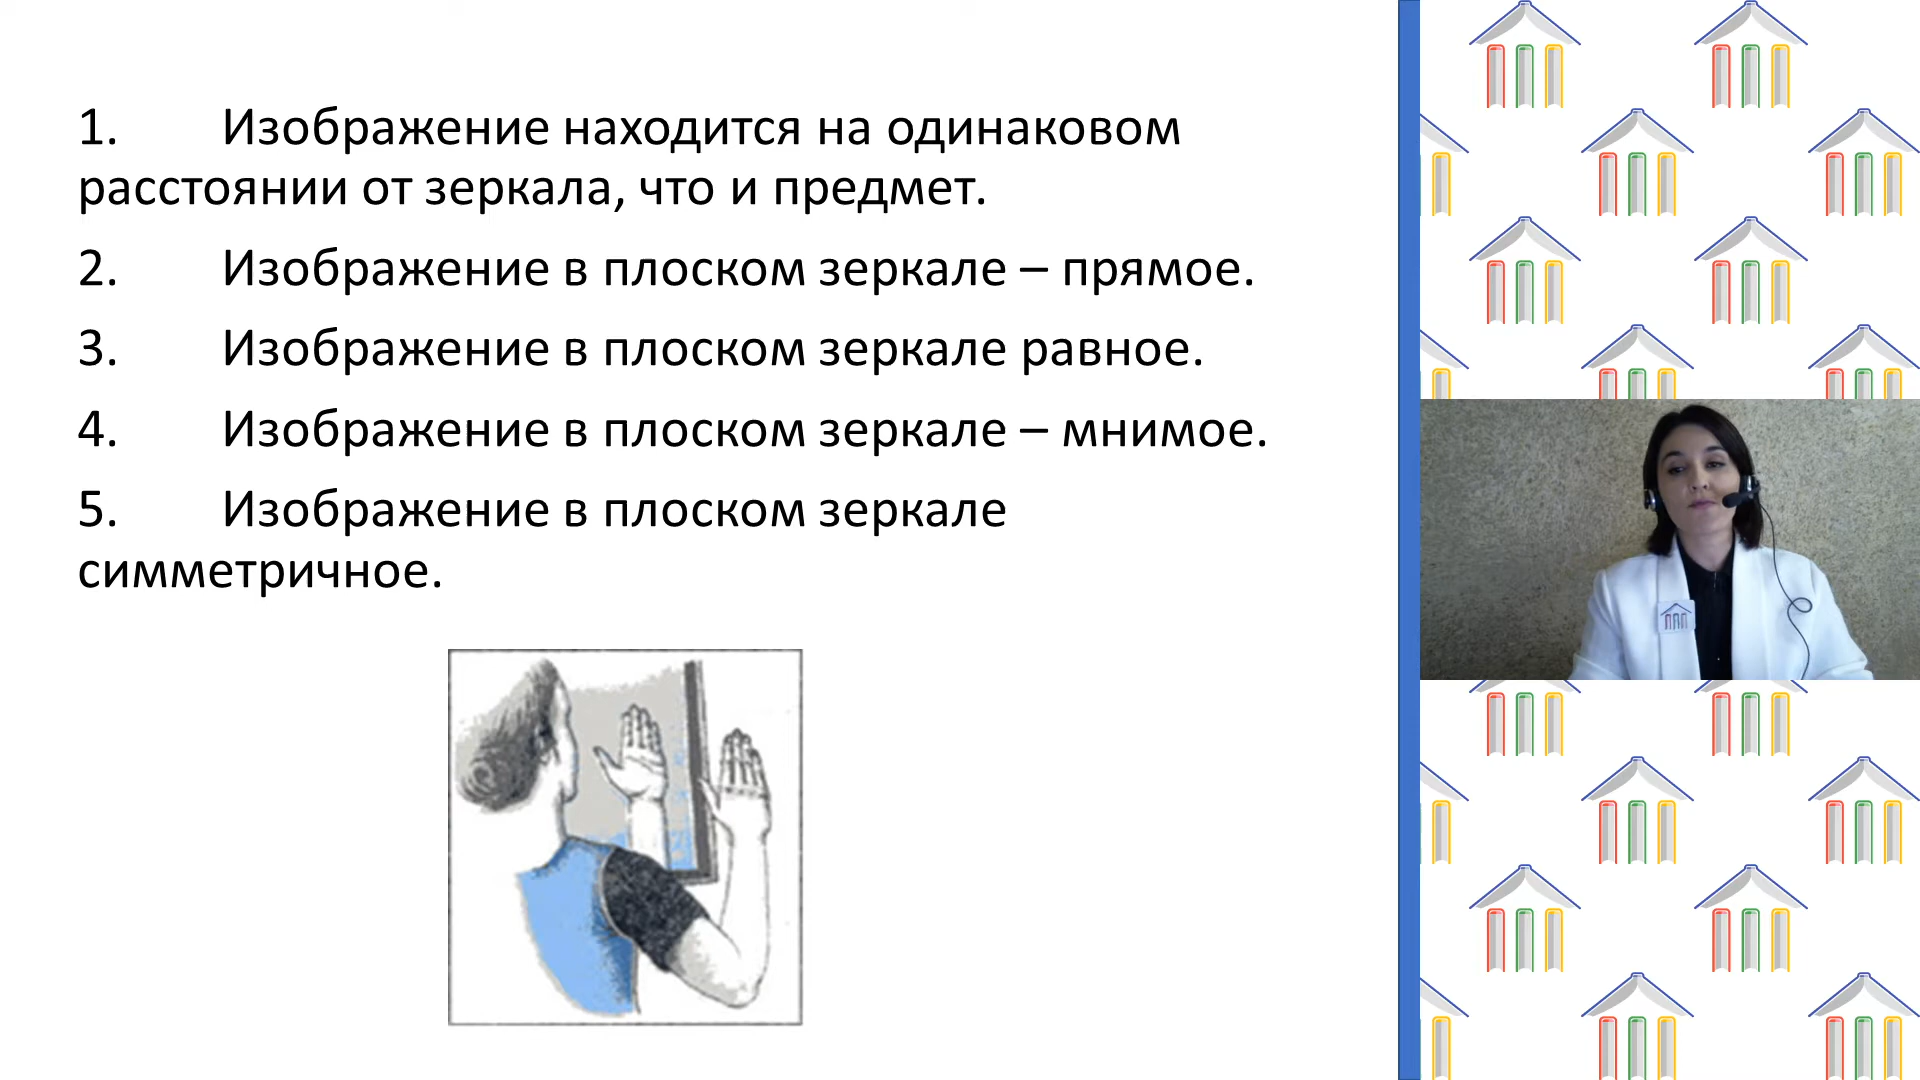 1. Изображение находится на одинаковом
расстоянии от зеркала, что и предмет.
2. Изображение в плоском зеркале – прямое.
3. Изображение в плоском зеркале равное.
4. Изображение в плоском зеркале – мнимое.
5. Изображение в плоском зеркале
симметричное.